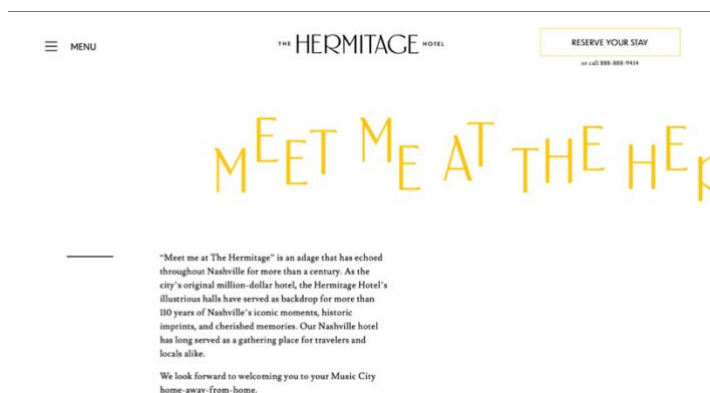 MENU
THE HERMITAGE HOTEL
RESERVE YOUR STAY
or call 888-888-9414
MEET ME AT THE HER
"Meet me at The Hermitage" is an adage that has echoed
throughout Nashville for more than a century. As the
city's original million-dollar hotel, the Hermitage Hotel's
illustrious halls have served as backdrop for more than
110 years of Nashville's iconic moments, historic
imprints, and cherished memories. Our Nashville hotel
has long served as a gathering place for travelers and
locals alike.
We look forward to welcoming you to your Music City
home-away-from-home.